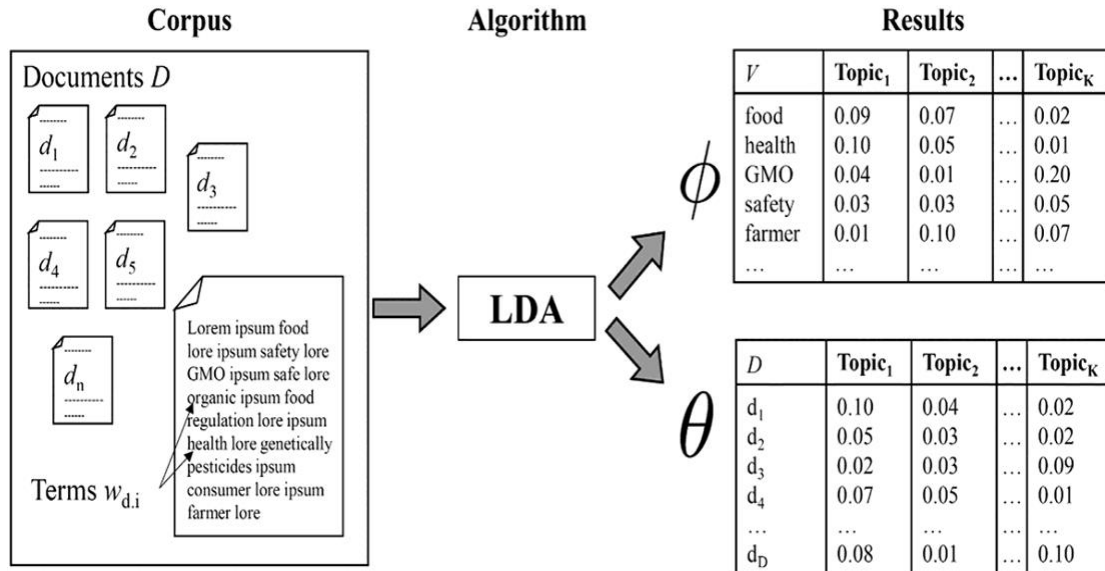 Corpus
Algorithm
Results
Documents D
d1
d2
d3
d4
d5
dn
Lorem ipsum food
lore ipsum safety lore
GMO ipsum safe lore
organic ipsum food
regulation lore ipsum
health lore genetically
pesticides ipsum
consumer lore ipsum
farmer lore
Terms wd.i
LDA
ϕ
V Topic1 Topic2 ... TopicK
food 0.09 0.07 ... 0.02
health 0.10 0.05 ... 0.01
GMO 0.04 0.01 ... 0.20
safety 0.03 0.03 ... 0.05
farmer 0.01 0.10 ... 0.07
... ... ... ... ...
θ
D Topic1 Topic2 ... TopicK
d1 0.10 0.04 ... 0.02
d2 0.05 0.03 ... 0.02
d3 0.02 0.03 ... 0.09
d4 0.07 0.05 ... 0.01
... ... ... ... ...
dD 0.08 0.01 ... 0.10